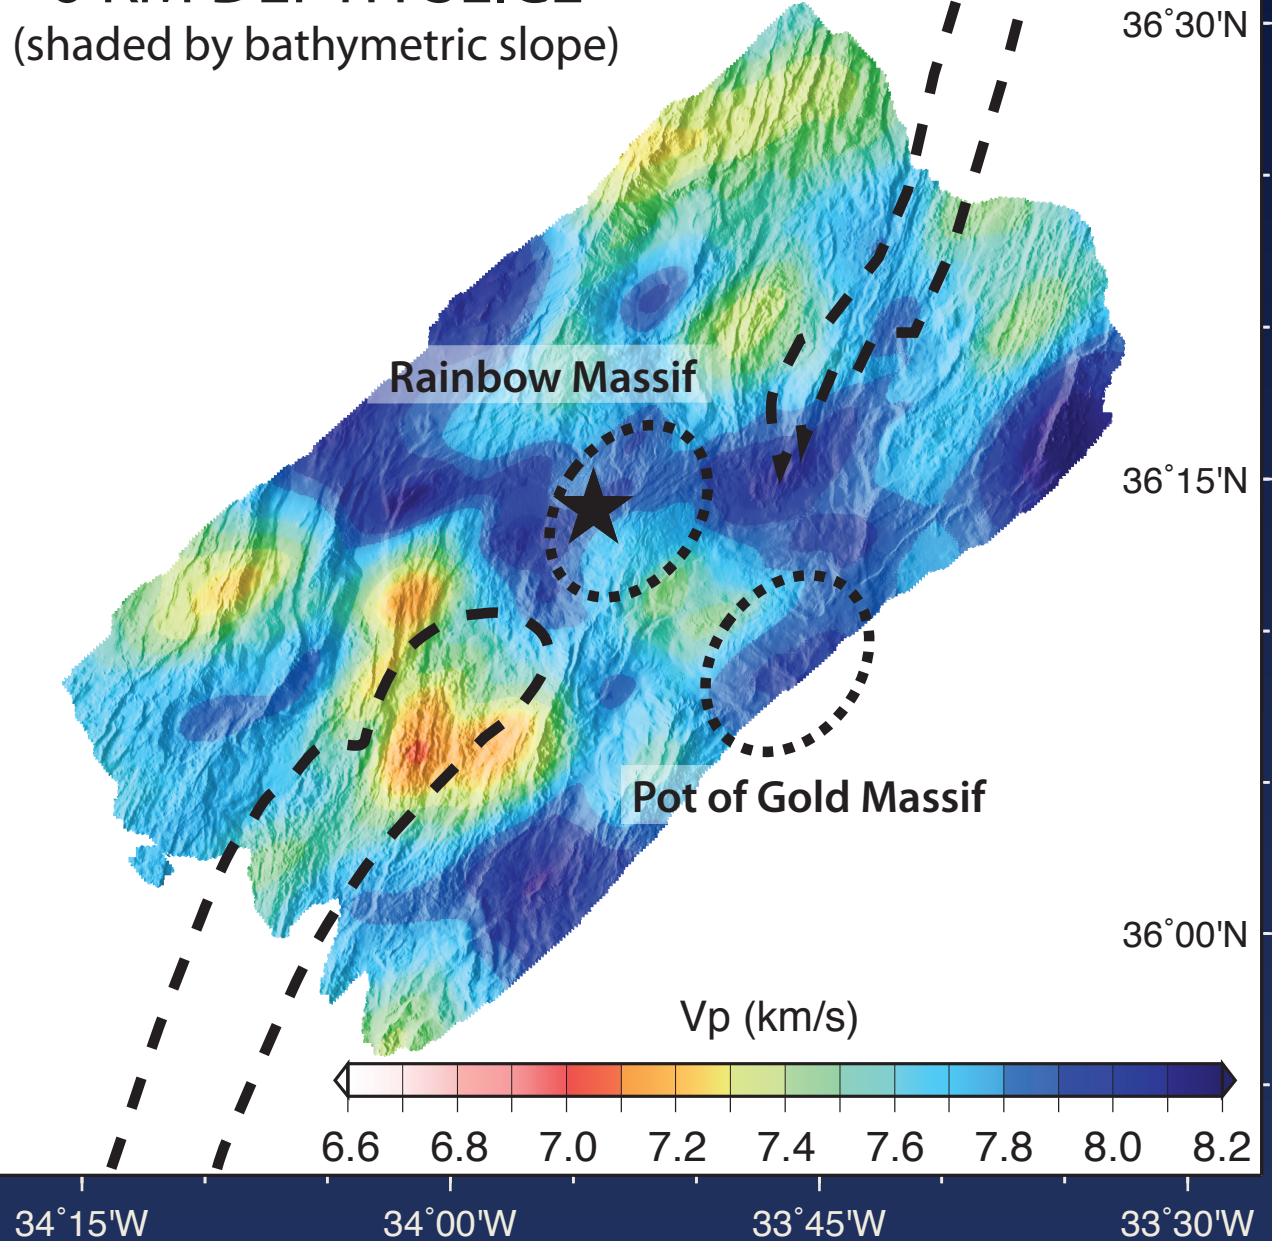 (shaded by bathymetric slope)
36°30'N
Rainbow Massif
36°15'N
Pot of Gold Massif
36°00'N
Vp (km/s)
6.6 6.8 7.0 7.2 7.4 7.6 7.8 8.0 8.2
34°15'W 34°00'W 33°45'W 33°30'W